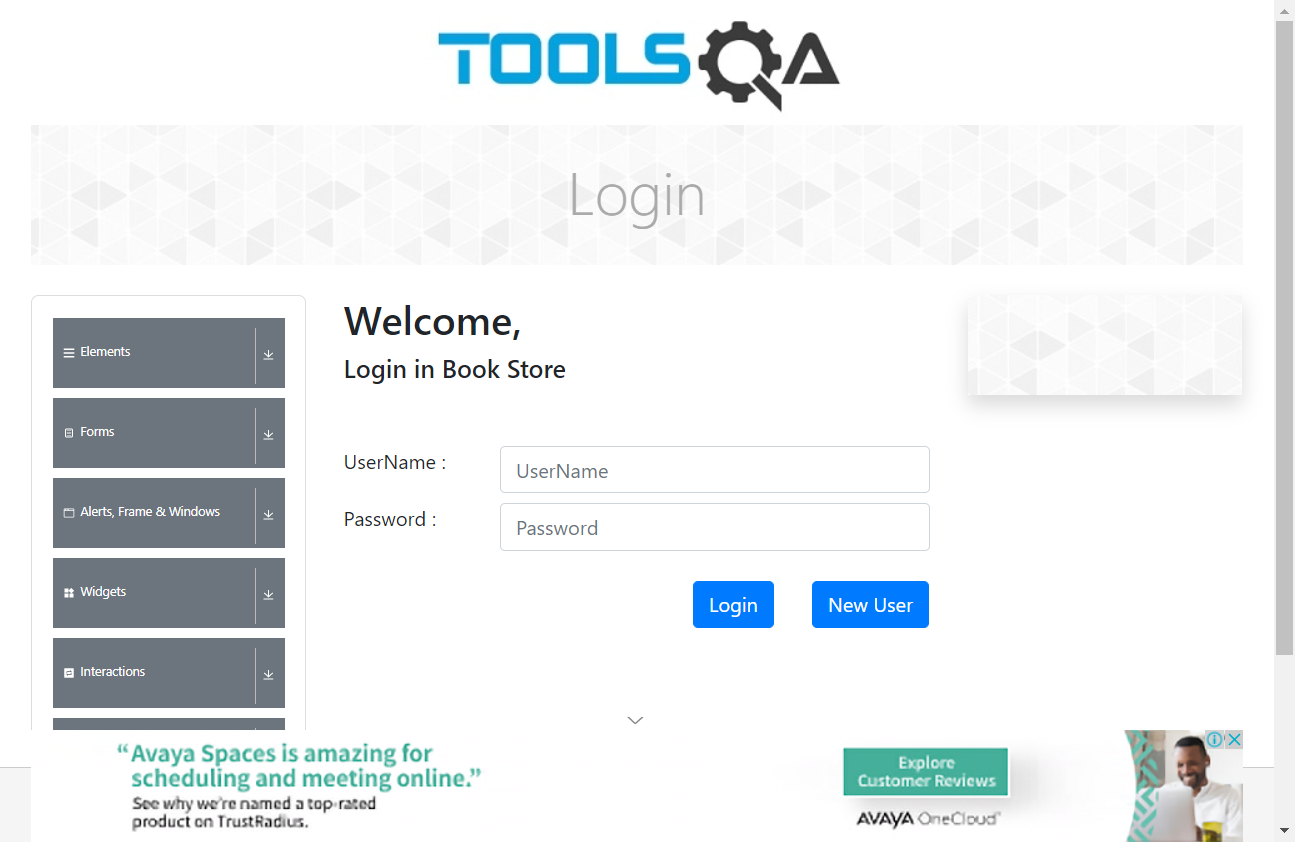 TOOLSQA
Login
Elements
Forms
Alerts, Frame & Windows
Widgets
Interactions
Welcome,
Login in Book Store
UserName :
UserName
Password :
Password
Login
New User
“Avaya Spaces is amazing for
scheduling and meeting online.”
See why we're named a top-rated
product on TrustRadius.
Explore
Customer Reviews
AVAYA OneCloud™